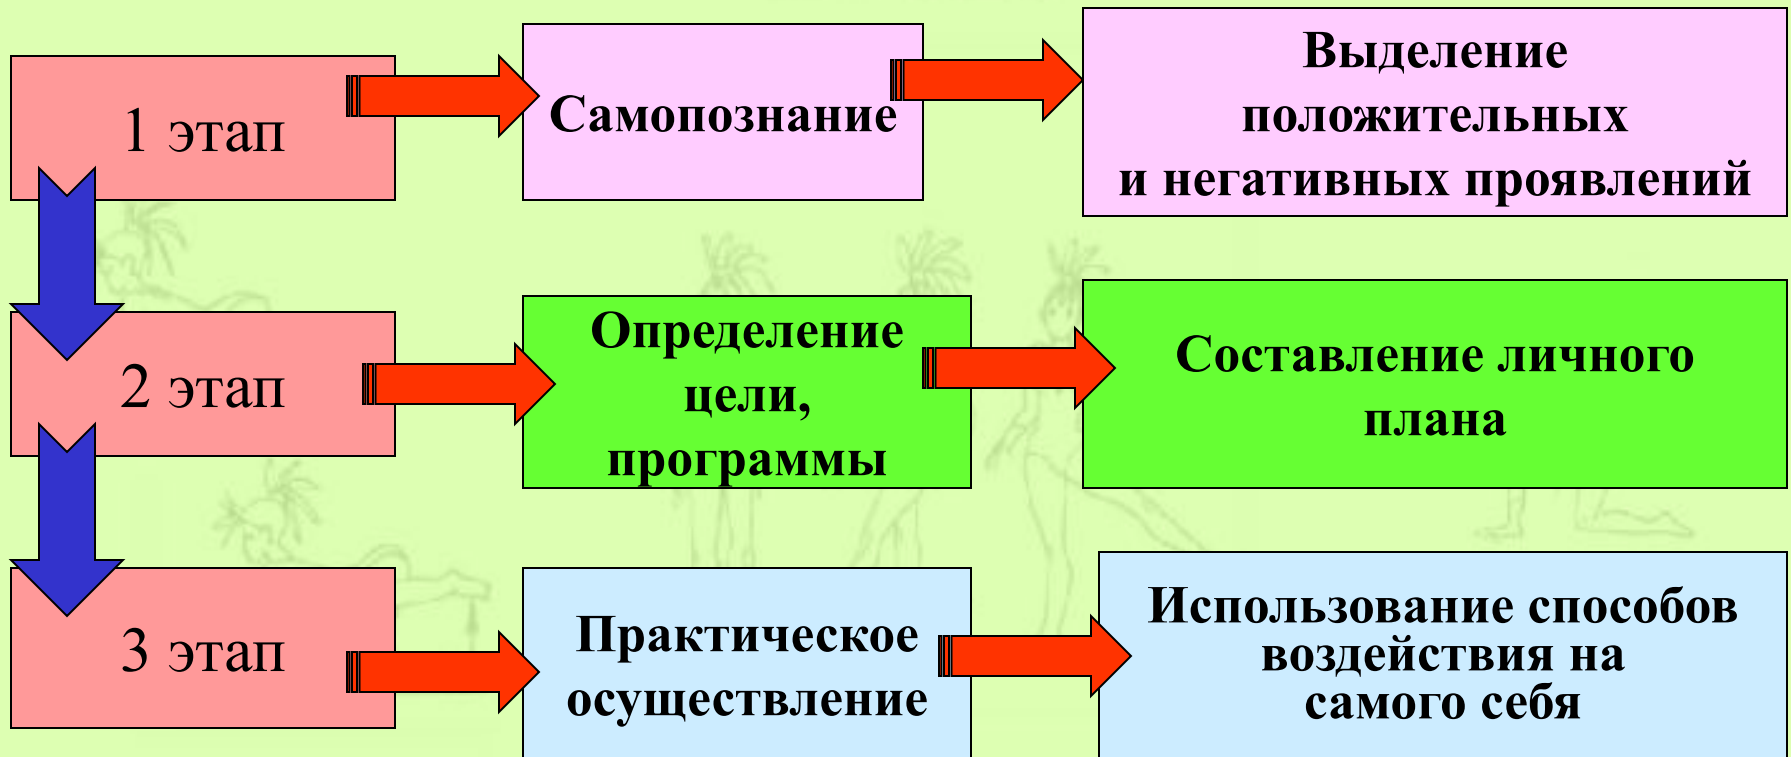 1 этап
Самопознание
Выделение
положительных
и негативных проявлений
2 этап
Определение
цели,
программы
Составление личного
плана
3 этап
Практическое
осуществление
Использование способов
воздействия на
самого себя